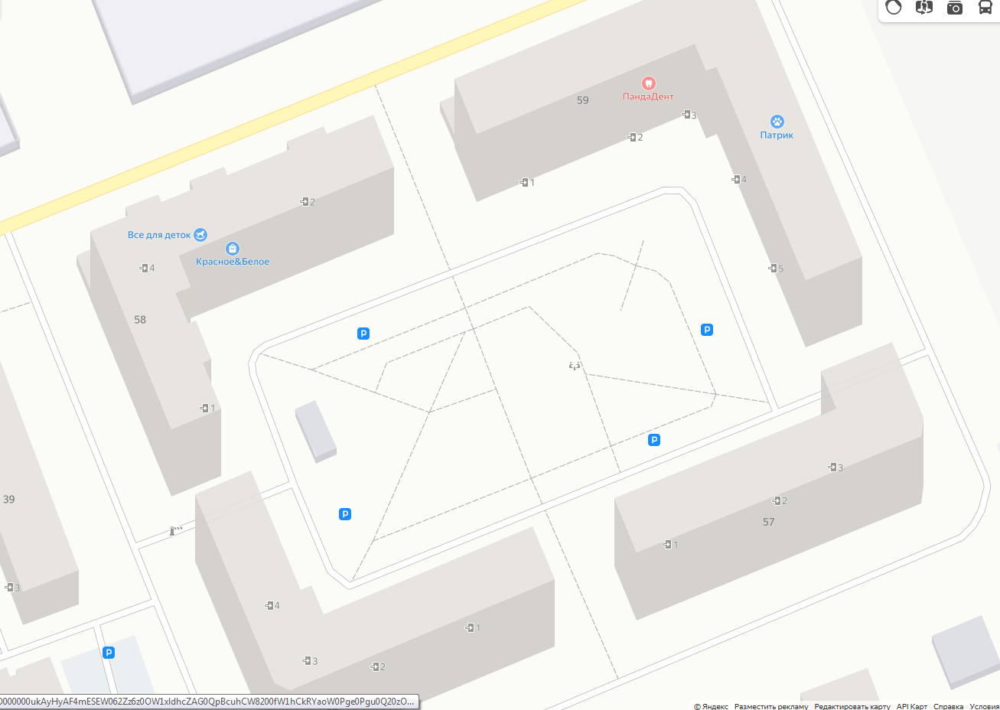 59
ПандаДент
3
2
Патрик
1
4
2
Все для деток
Красное&Белое
4
5
58
P
P
1
P
3
39
2
P
57
1
3
4
1
P
3
2
0000000ukAyHyAF4mESEW062Zz6z0OW1xIdhcZAG0QpBcuhCW8200fW1hCkRYaoW0Pge0Pgu0Q20zO...
© Яндекс Разместить рекламу Редактировать карту API Карт Справка Условия